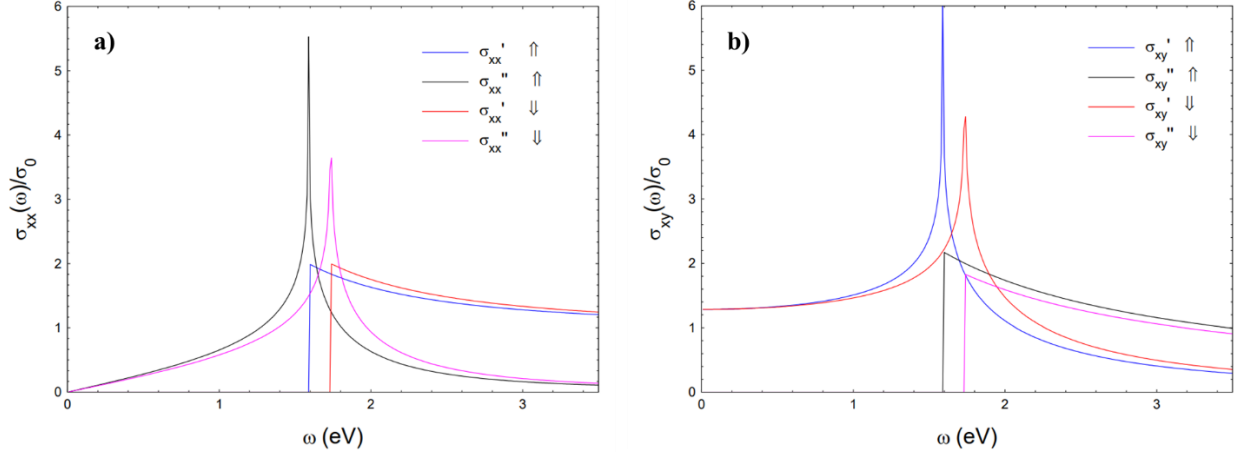 a)
σxx' ⇑
σxx" ⇑
σxx' ⇓
σxx" ⇓
σxx(ω)/σ0
6
5
4
3
2
1
0
0 1 2 3
ω (eV)
b)
σxy' ⇑
σxy" ⇑
σxy' ⇓
σxy" ⇓
σxy(ω)/σ0
6
5
4
3
2
1
0
0 1 2 3
ω (eV)